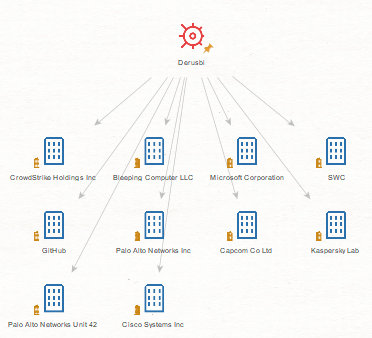 Derusbi
CrowdStrike Holdings Inc
Bleeping Computer LLC
Microsoft Corporation
SWC
GitHub
Palo Alto Networks Inc
Capcom Co Ltd
Kaspersky Lab
Palo Alto Networks Unit 42
Cisco Systems Inc